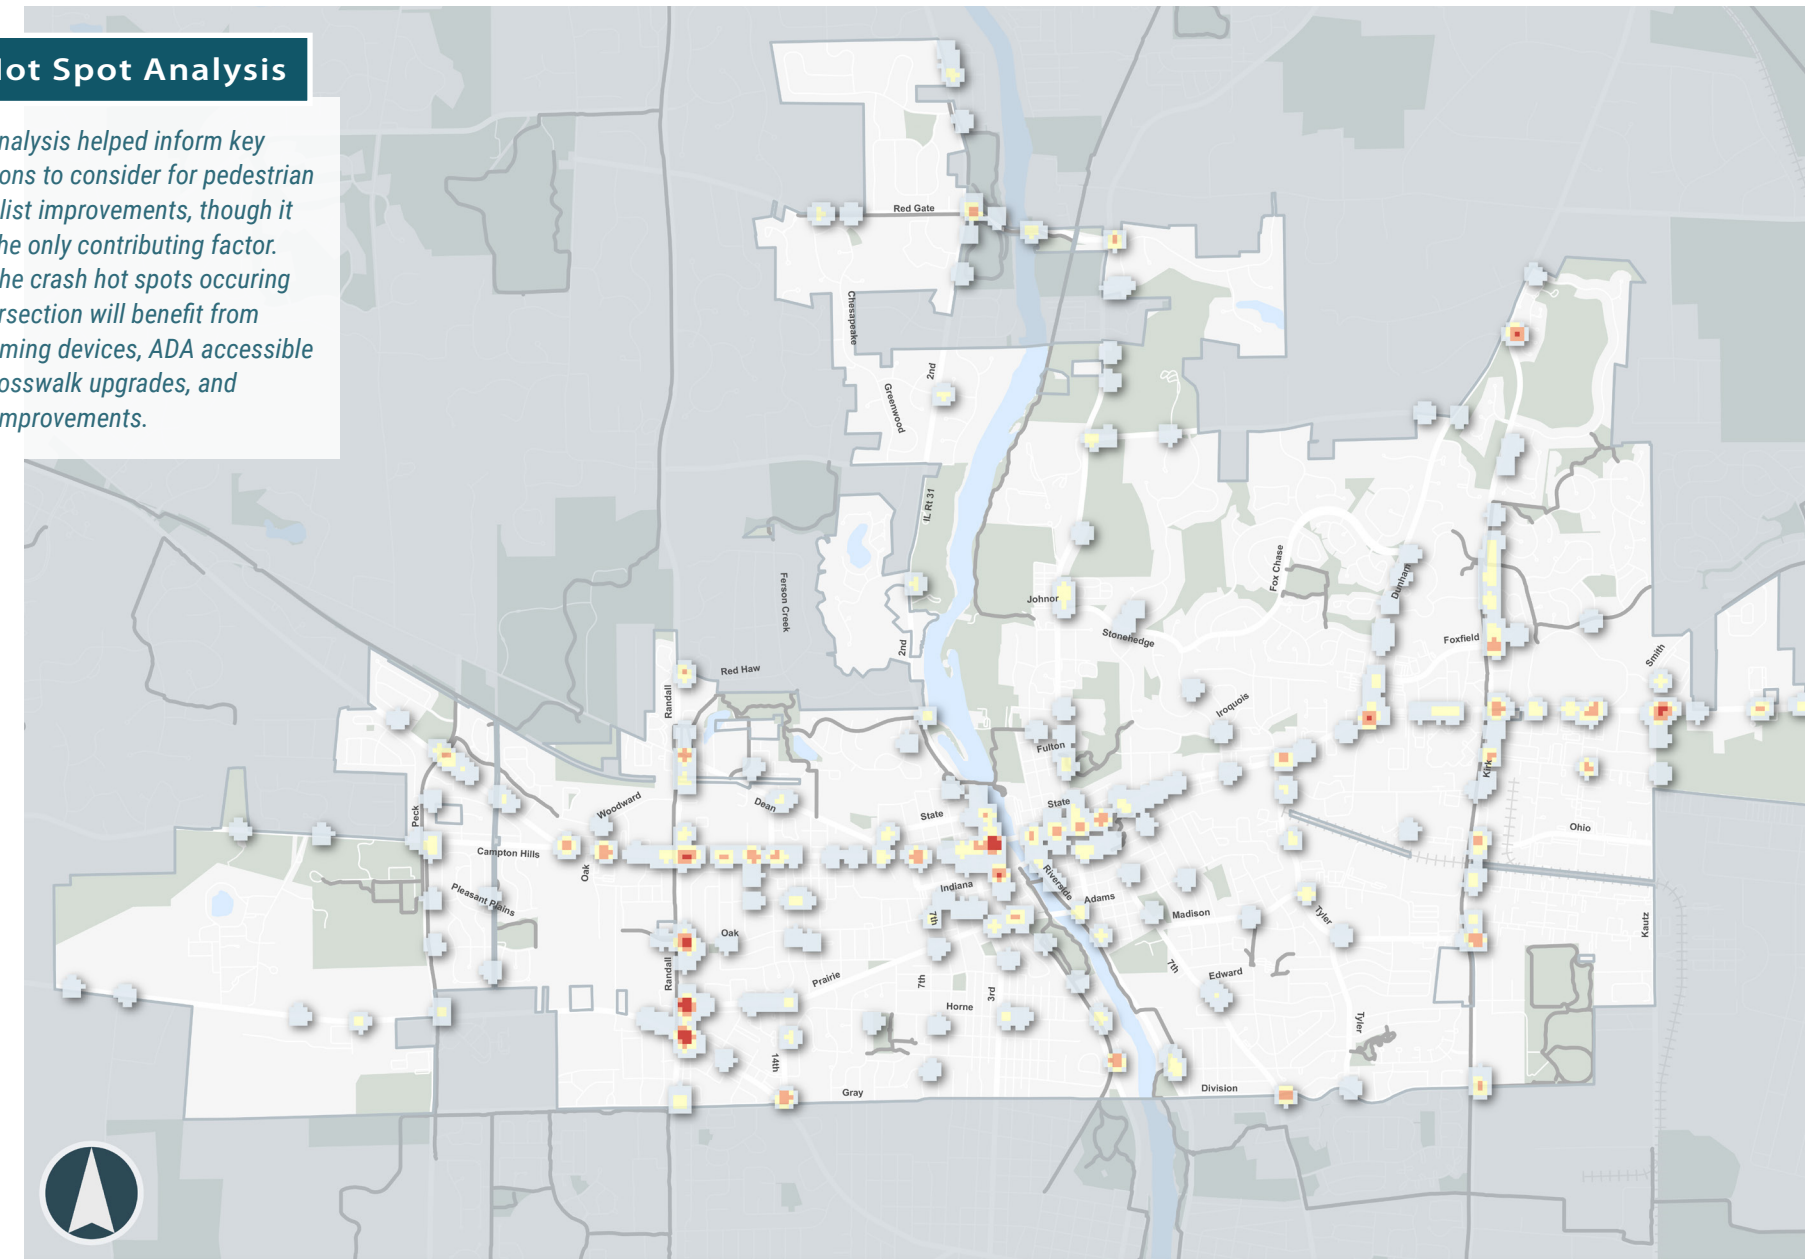 Hot Spot Analysis
nalysis helped inform key
ons to consider for pedestrian
list improvements, though it
he only contributing factor.
he crash hot spots occuring
rsection will benefit from
ming devices, ADA accessible
osswalk upgrades, and
mprovements.
Red Gate
Chesapeake
2nd
Greenwood
IL Rt 31
Ferson Creek
Fox Chase
Dunham
Johnor
Stonehedge
Foxfield
2nd
Smith
Red Haw
Randall
Iroquois
Fulton
Kirk
Woodward
Dean
State
State
Peck
Ohio
Campton Hills
Oak
Indiana
Riverside
Pleasant Plains
Adams
7th
Madison
Tyler
Kautz
Oak
Randall
Prairie
7th
3rd
7th
Edward
Horne
Tyler
14th
Gray
Division